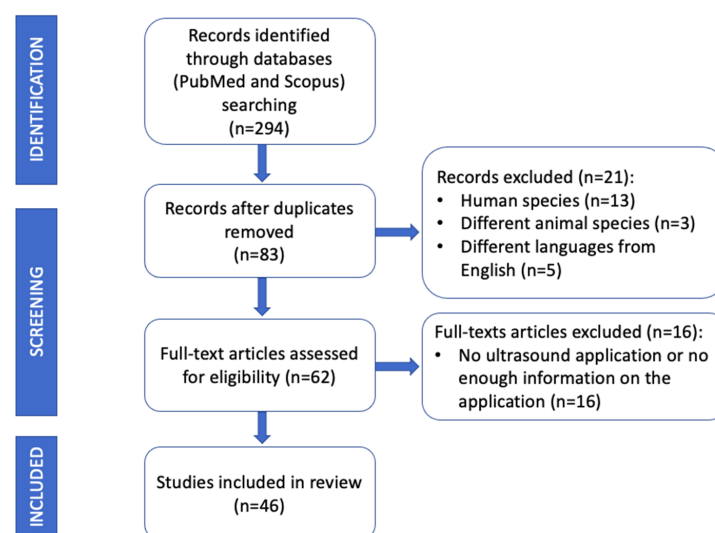 IDENTIFICATION
Records identified
through databases
(PubMed and Scopus)
searching
(n=294)
Records after duplicates
removed
(n=83)
Records excluded (n=21):
• Human species (n=13)
• Different animal species (n=3)
• Different languages from
English (n=5)
SCREENING
Full-text articles assessed
for eligibility (n=62)
Full-texts articles excluded (n=16):
• No ultrasound application or no
enough information on the
application (n=16)
INCLUDED
Studies included in review
(n=46)